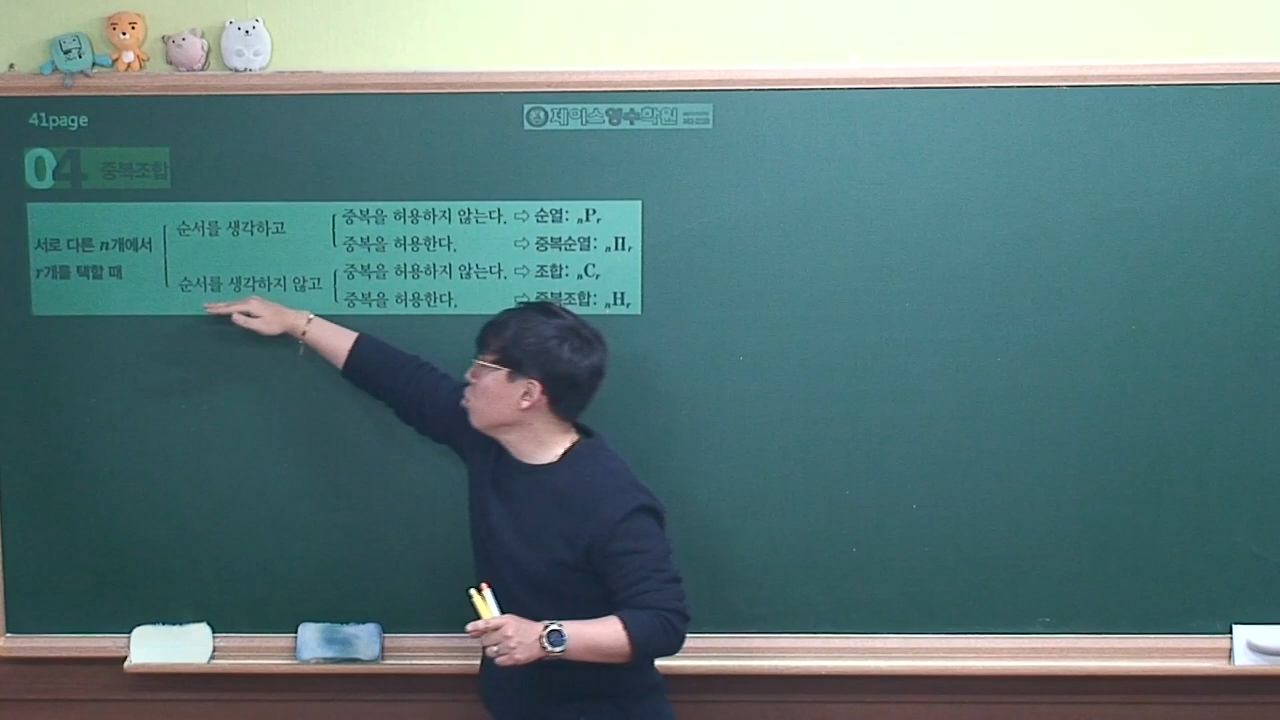 41page
제이스영수학원
04 중복조합
서로 다른 n개에서
r개를 택할 때
순서를 생각하고
중복을 허용하지 않는다. ⇨ 순열: ₙPᵣ
중복을 허용한다. ⇨ 중복순열: ₙΠᵣ
순서를 생각하지 않고
중복을 허용하지 않는다. ⇨ 조합: ₙCᵣ
중복을 허용한다. ⇨ 중복조합: ₙHᵣ